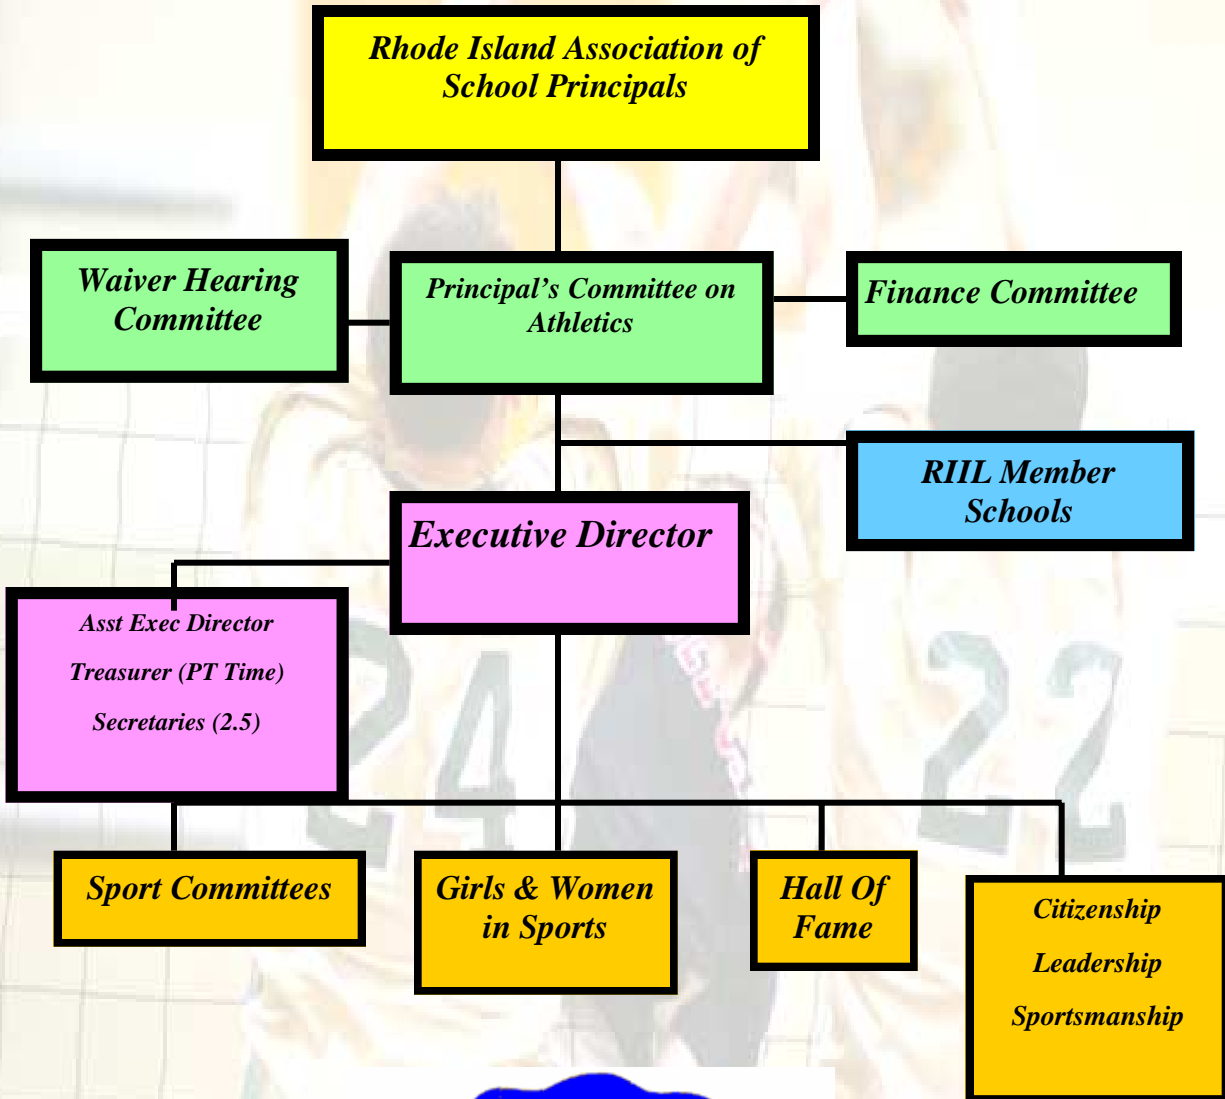 Rhode Island Association of
School Principals
Waiver Hearing
Committee
Principal's Committee on
Athletics
Finance Committee
RIIL Member
Schools
Executive Director
Asst Exec Director
Treasurer (PT Time)
Secretaries (2.5)
24
22
Sport Committees
Girls & Women
in Sports
Hall Of
Fame
Citizenship
Leadership
Sportsmanship